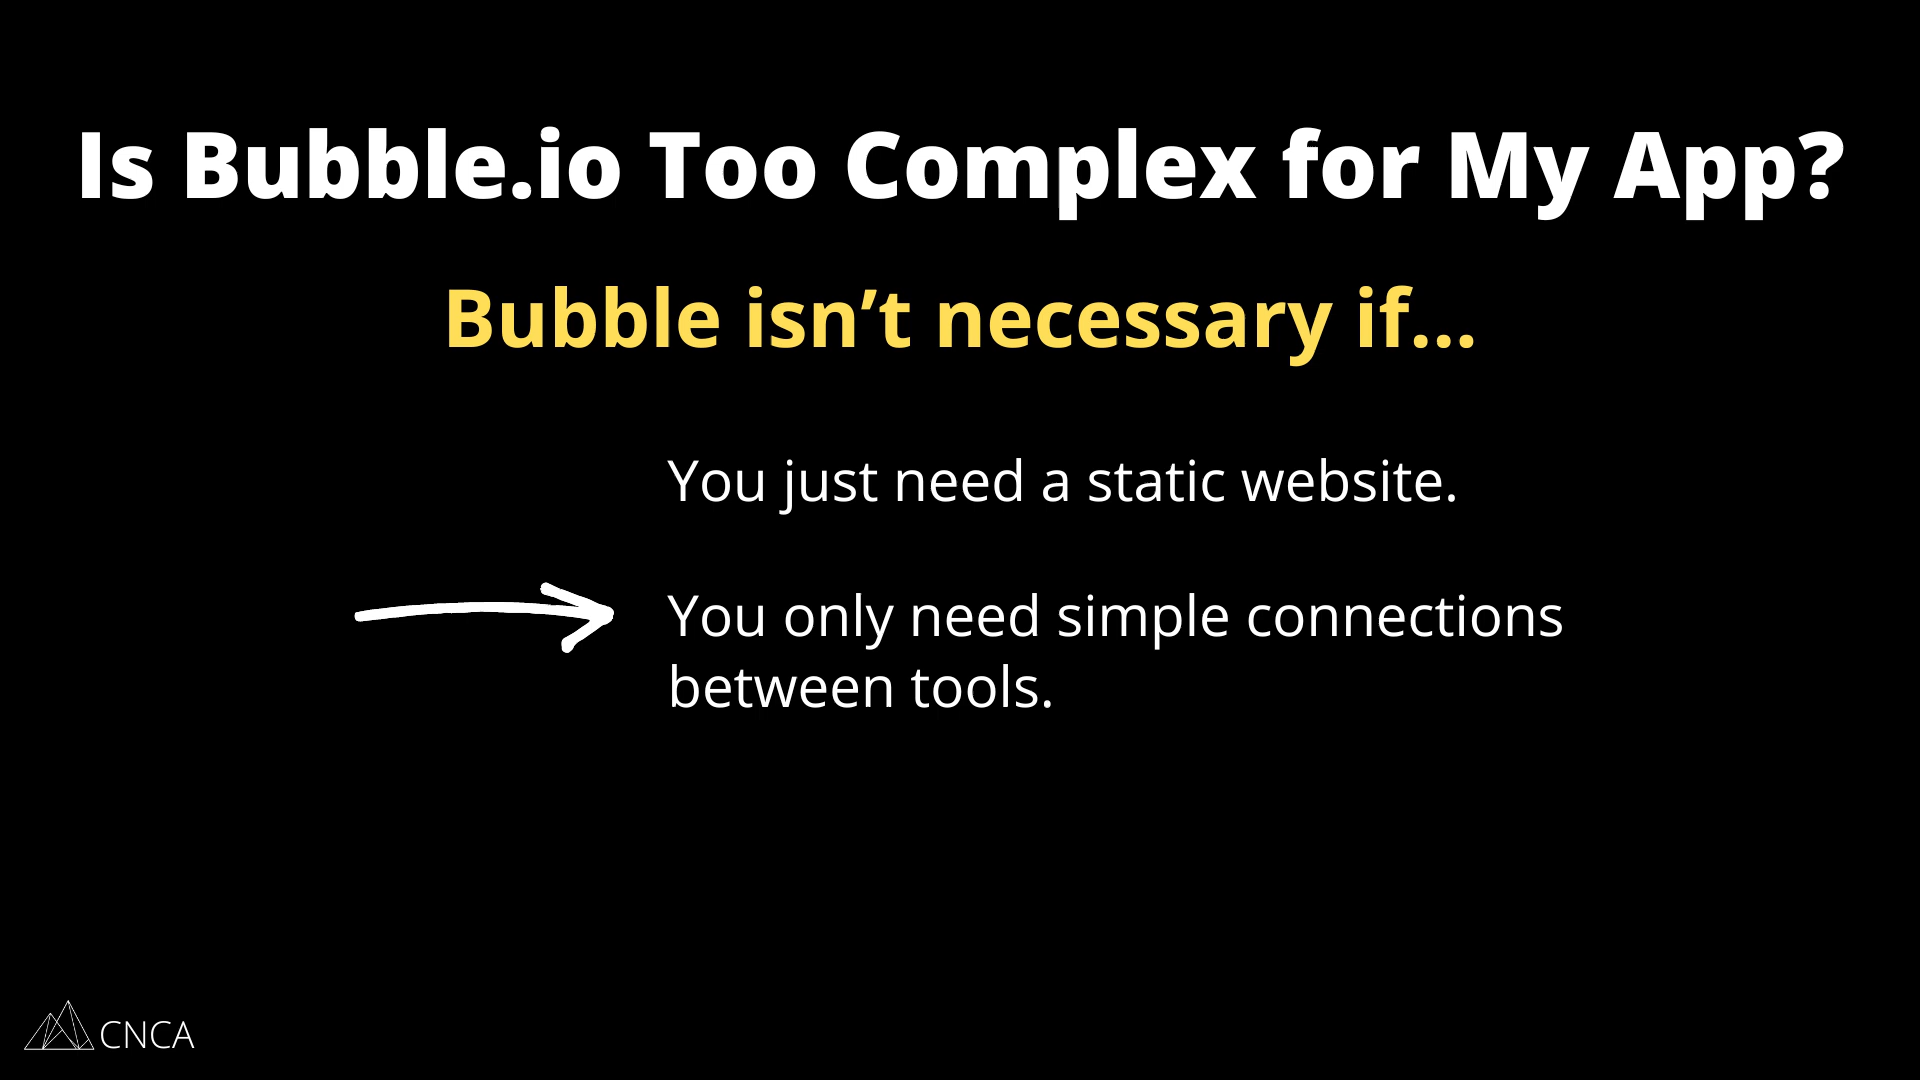 Is Bubble.io Too Complex for My App?
Bubble isn’t necessary if...
You just need a static website.
You only need simple connections
between tools.
CNCA